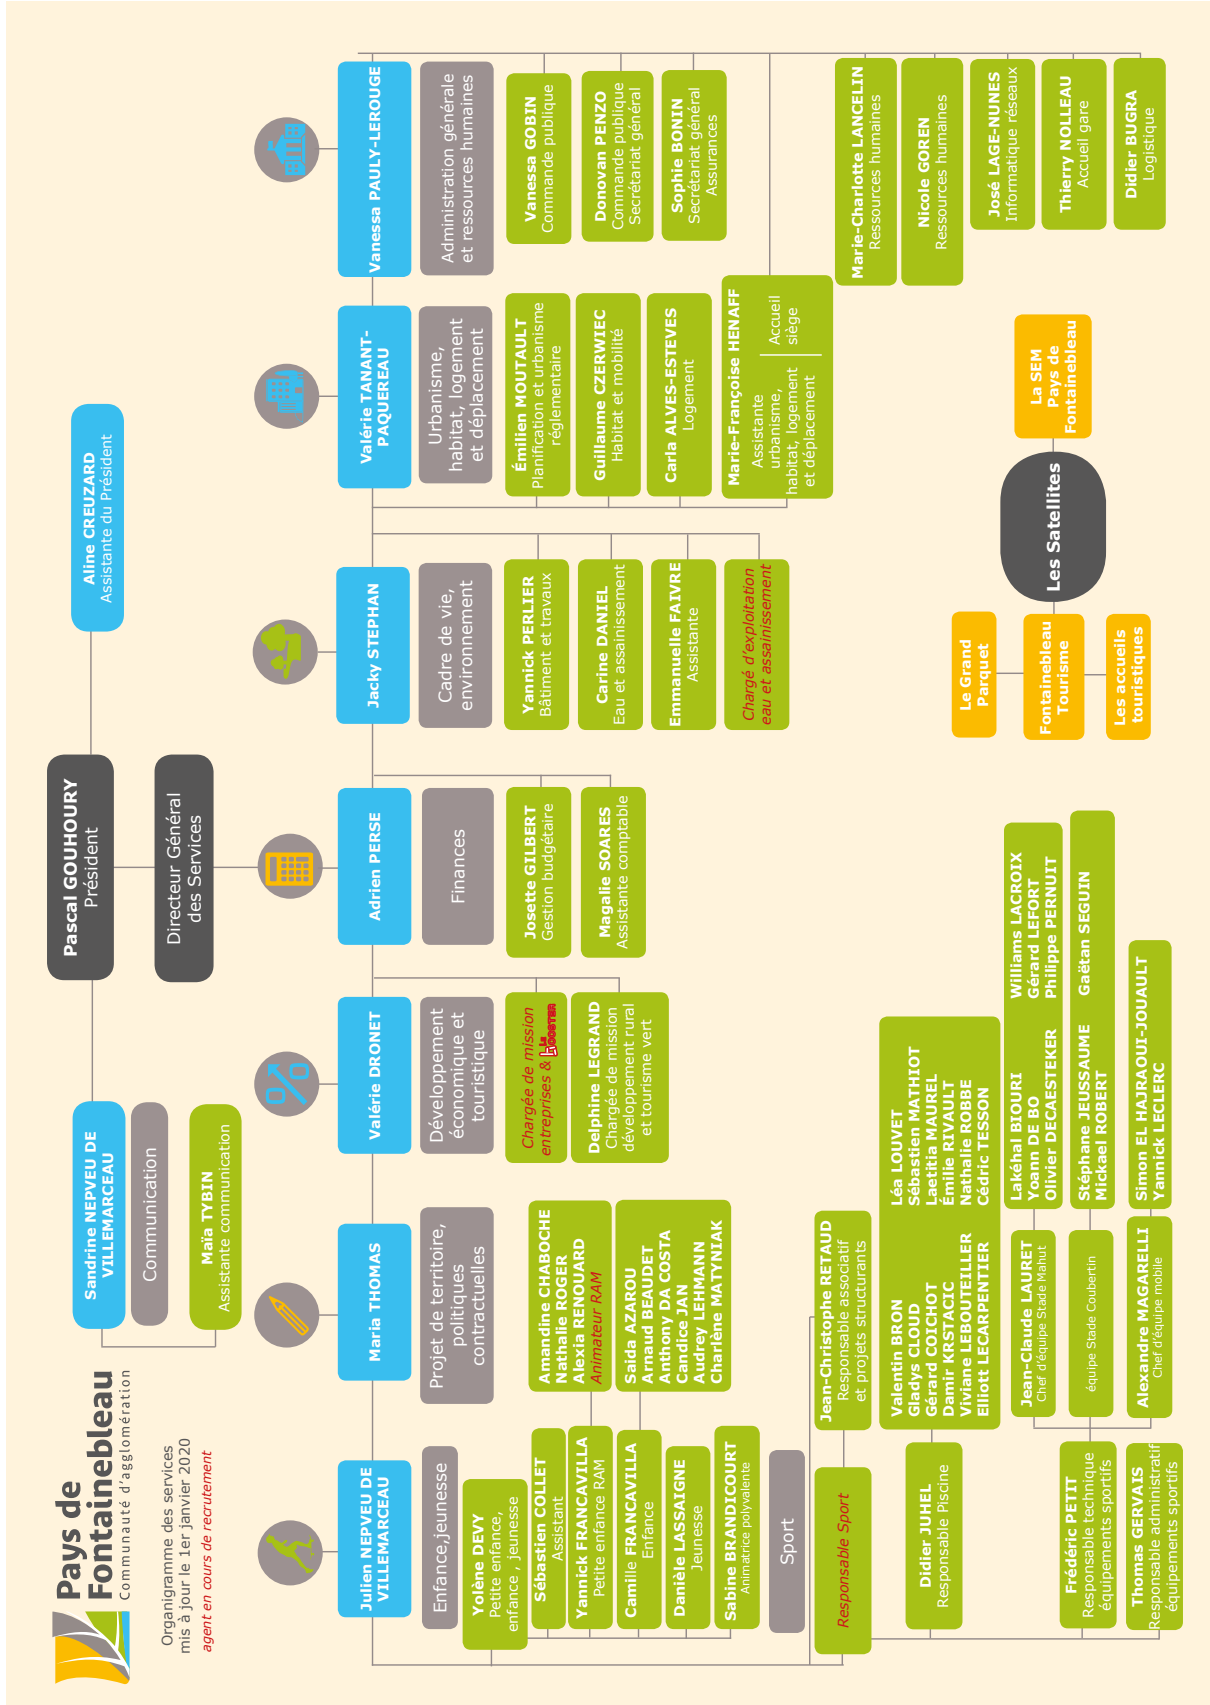 Pays de
Fontainebleau
Communauté d'agglomération
Organigramme des services
mis à jour le 1er janvier 2020
agent en cours de recrutement
Pascal GOUHOURY
Président
Aline CREUZARD
Assistante du Président
Directeur Général
des Services
Sandrine NEPVEU DE
VILLEMARCEAU
Communication
Maïa TYBIN
Assistante communication
Julien NEPVEU DE
VILLEMARCEAU
Enfance,jeunesse
Yolène DEVY
Petite enfance,
enfance , jeunesse
Sébastien COLLET
Assistant
Yannick FRANCAVILLA
Petite enfance RAM
Amandine CHARBOCHE
Nathalie ROGER
Alexia RENOUARD
Animateur RAM
Camille FRANCAVILLA
Enfance
Saida AZAROU
Arnaud BEAUDET
Anthony DA COSTA
Candice JAN
Audrey LEHMANN
Charlène MATYNIAK
Danièle LASSAIGNE
Jeunesse
Sabine BRANDICOURT
Animatrice polyvalente
Sport
Responsable Sport
Jean-Christophe RETAUD
Responsable associatif
et projets structurants
Didier JUHEL
Responsable Piscine
Valentin BRON
Gladys CLOUD
Gérard COICHOT
Damir KRSTACIC
Viviane LEBOUTEILLER
Elliott LECARPENTIER
Léa LOUVET
Sébastien MATHIOT
Laetitia MAUREL
Émilie RIVAULT
Nathalie ROBBE
Cédric TESSON
Frédéric PETIT
Responsable technique
équipements sportifs
Jean-Claude LAURET
Chef d'équipe Stade Mahut
Lakéhal BIOURI
Yoann DE BO
Olivier DECAESTEKER
Williams LACROIX
Gérard LEFORT
Philippe PERNUIT
équipe Stade Coubertin
Stéphane JEUSSAUME
Mickael ROBERT
Gaëtan SEGUIN
Alexandre MAGARELLI
Chef d'équipe mobile
Simon EL HAJRAOUI-JOUAULT
Yannick LECLERC
Thomas GERVAIS
Responsable administratif
équipements sportifs
Maria THOMAS
Projet de territoire,
politiques
contractuelles
Valérie DRONET
Développement
économique et
touristique
Chargée de mission
entreprises & La ROOSTER
Delphine LEGRAND
Chargée de mission
développement rural
et tourisme vert
Adrien PERSE
Finances
Josette GILBERT
Gestion budgétaire
Magalie SOARES
Assistante comptable
Jacky STEPHAN
Cadre de vie,
environnement
Yannick PERLIER
Bâtiment et travaux
Carine DANIEL
Eau et assainissement
Emmanuelle FAIVRE
Assistante
Chargé d'exploitation
eau et assainissement
Valérie TANANT-
PAQUEREAU
Urbanisme,
habitat, logement
et déplacement
Émilien MOUTAULT
Planification et urbanisme
réglementaire
Guillaume CZERWIEC
Habitat et mobilité
Carla ALVES-ESTEVES
Logement
Marie-Françoise HENAFF
Assistante
urbanisme,
habitat, logement
et déplacement
Accueil
siège
Vanessa PAULY-LEROUGE
Administration générale
et ressources humaines
Vanessa GOBIN
Commande publique
Donovan PENZO
Commande publique
Secrétariat général
Sophie BONIN
Secrétariat général
Assurances
Marie-Charlotte LANCELIN
Ressources humaines
Nicole GOREN
Ressources humaines
José LAGE-NUNES
Informatique réseaux
Thierry NOLLEAU
Accueil gare
Didier BUGRA
Logistique
Les Satellites
Le Grand
Parquet
Fontainebleau
Tourisme
Les accueils
touristiques
La SEM
Pays de
Fontainebleau